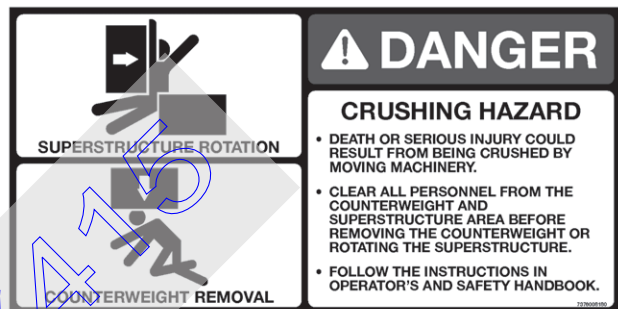 SUPERSTRUCTURE ROTATION
COUNTERWEIGHT REMOVAL
DANGER
CRUSHING HAZARD
• DEATH OR SERIOUS INJURY COULD
RESULT FROM BEING CRUSHED BY
MOVING MACHINERY.
• CLEAR ALL PERSONNEL FROM THE
COUNTERWEIGHT AND
SUPERSTRUCTURE AREA BEFORE
REMOVING THE COUNTERWEIGHT OR
ROTATING THE SUPERSTRUCTURE.
• FOLLOW THE INSTRUCTIONS IN
OPERATOR'S AND SAFETY HANDBOOK.
415